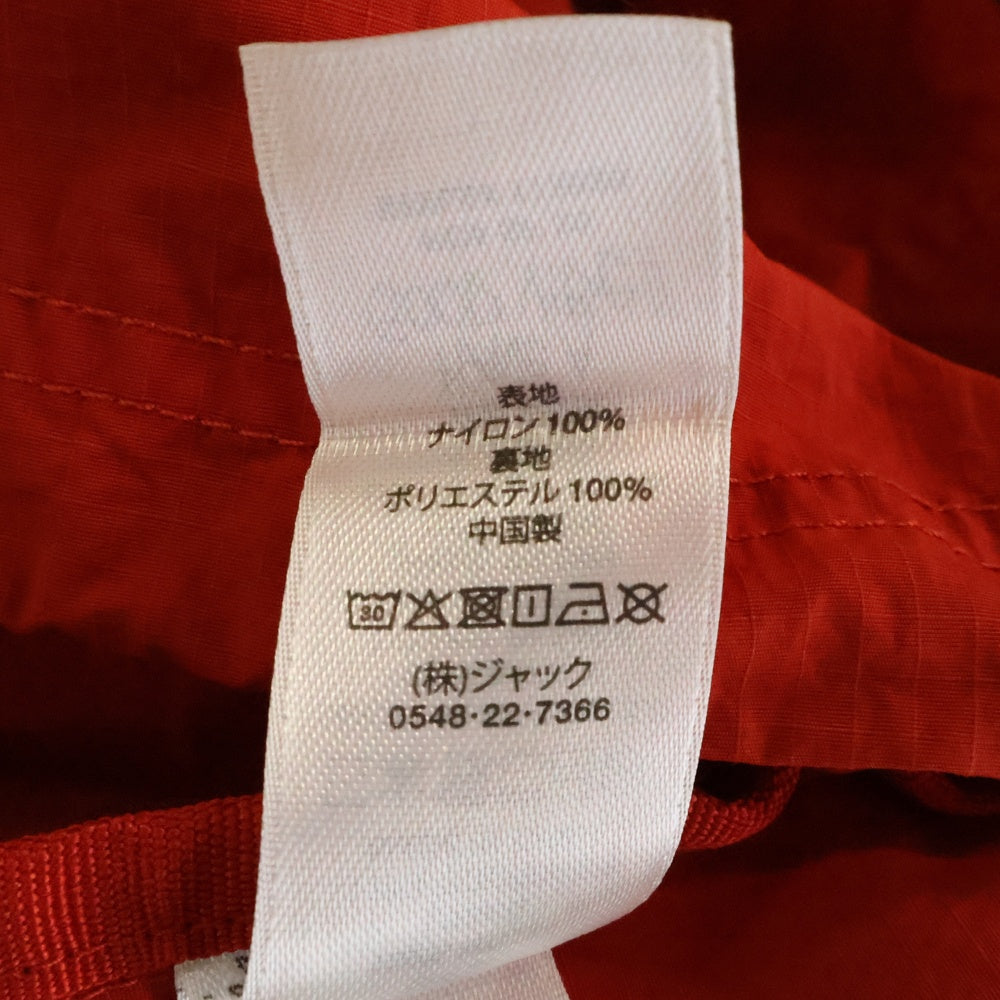 表地
ナイロン 100%
裏地
ポリエステル 100%
中国製
30
(株)ジャック
0548·22·7366